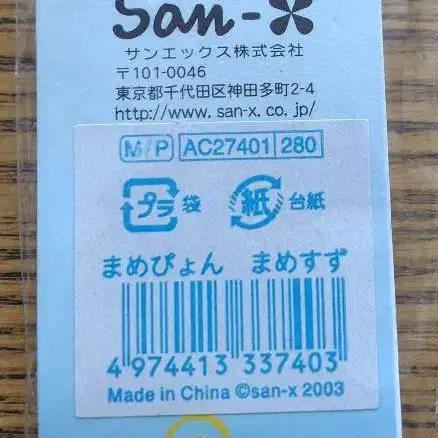 San-X
サンエックス株式会社
〒101-0046
東京都千代田区神田多町2-4
http://www.san-x.co.jp/
M/P AC27401 280
プラ 袋 紙 台紙
まめぴょん まめすず
4 974413 337403
Made in China ©san-x 2003